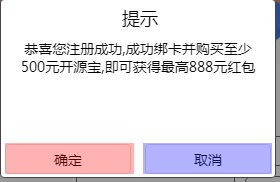 提示
恭喜您注册成功,成功绑卡并购买至少
500元开源宝,即可获得最高888元红包
确定
取消